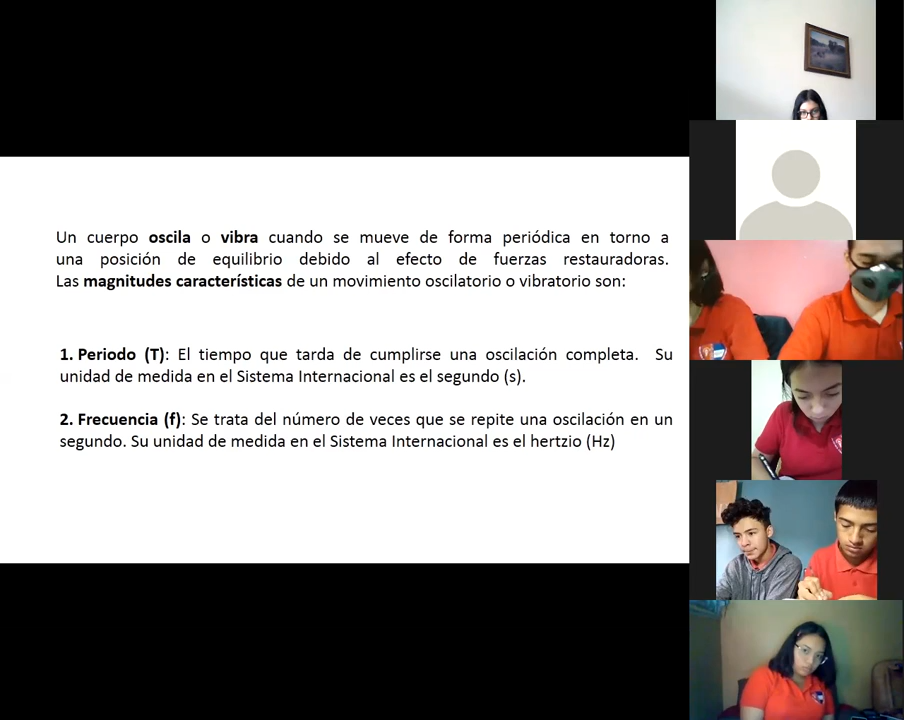 Un cuerpo oscila o vibra cuando se mueve de forma periódica en torno a
una posición de equilibrio debido al efecto de fuerzas restauradoras.
Las magnitudes características de un movimiento oscilatorio o vibratorio son:
1. Periodo (T): El tiempo que tarda de cumplirse una oscilación completa. Su
unidad de medida en el Sistema Internacional es el segundo (s).
2. Frecuencia (f): Se trata del número de veces que se repite una oscilación en un
segundo. Su unidad de medida en el Sistema Internacional es el hertzio (Hz)